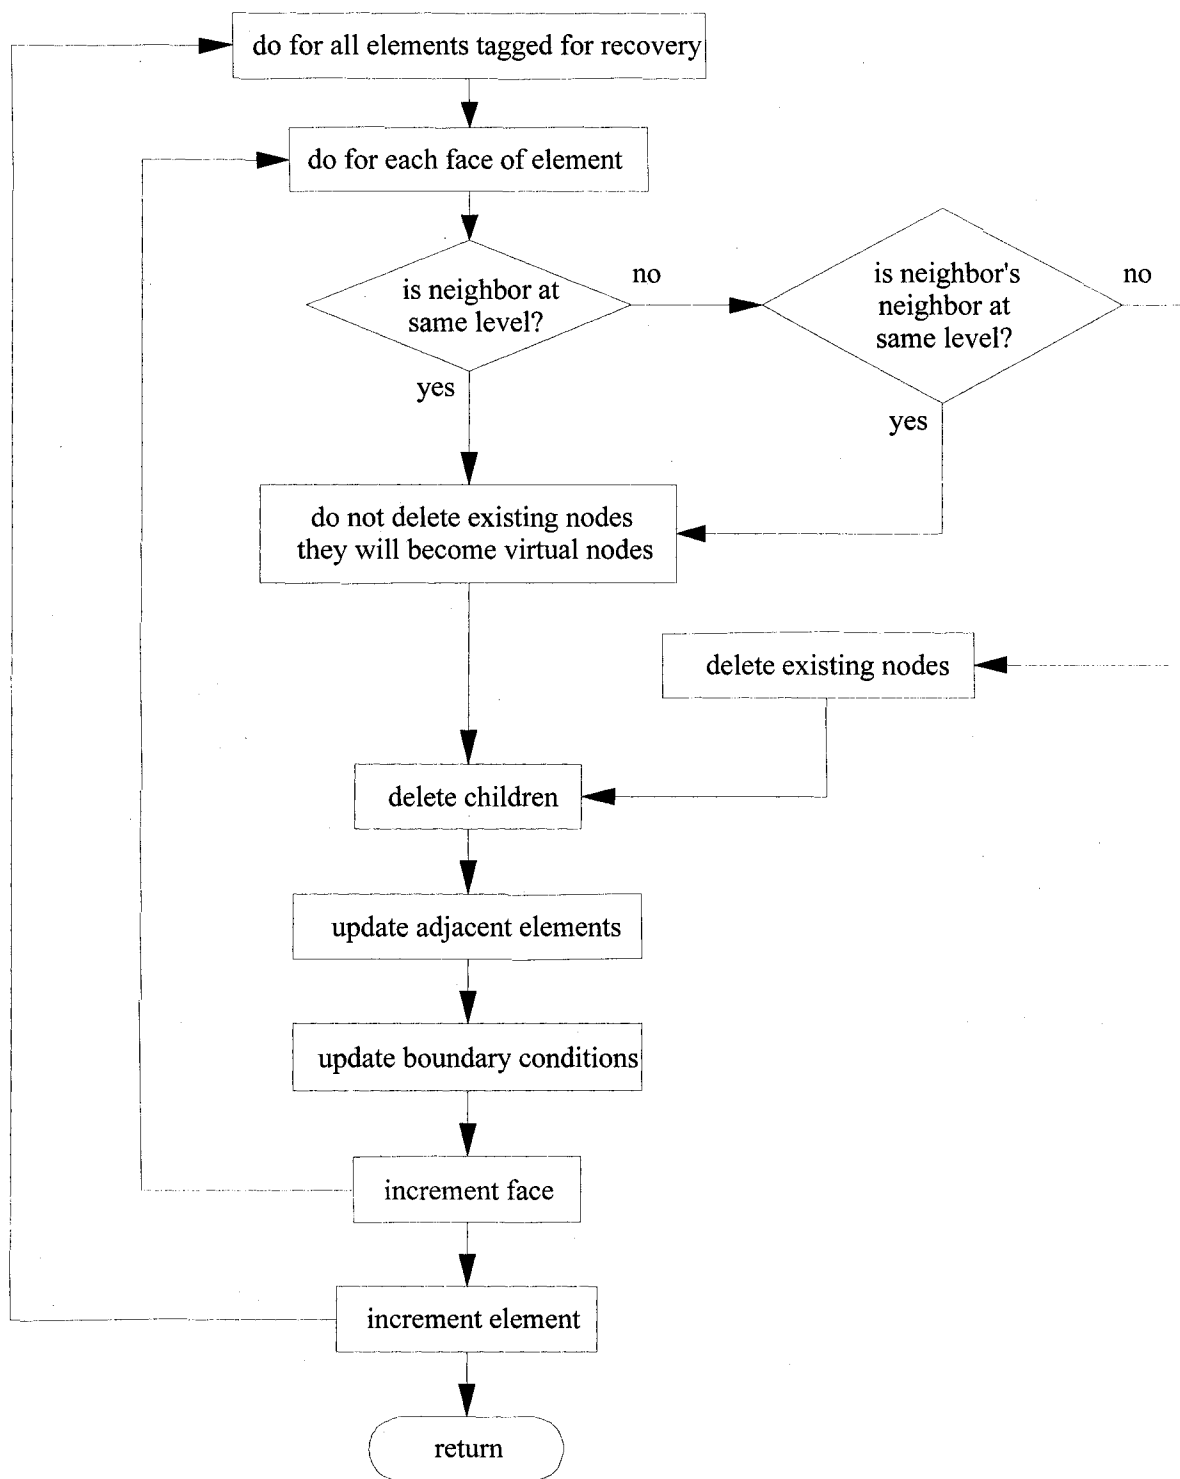 do for all elements tagged for recovery
do for each face of element
is neighbor at
same level?
no
is neighbor's
neighbor at
same level?
no
yes
yes
do not delete existing nodes
they will become virtual nodes
delete existing nodes
delete children
update adjacent elements
update boundary conditions
increment face
increment element
return